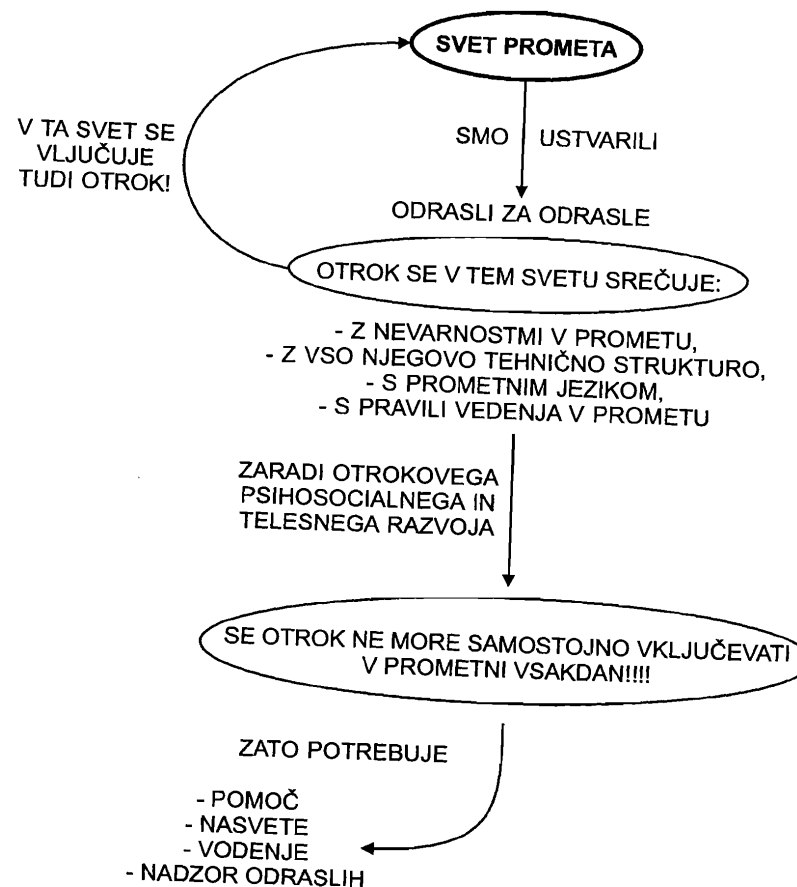 SVET PROMETA
SMO USTVARILI
V TA SVET SE
VLJUČUJE
TUDI OTROK!
ODRASLI ZA ODRASLE
OTROK SE V TEM SVETU SREČUJE:
- Z NEVARNOSTMI V PROMETU,
- Z VSO NJEGOVO TEHNIČNO STRUKTURO,
- S PROMETNIM JEZIKOM,
- S PRAVILI VEDENJA V PROMETU
ZARADI OTROKOVEGA
PSIHOSOCIALNEGA IN
TELESNEGA RAZVOJA
SE OTROK NE MORE SAMOSTOJNO VKLJUČEVATI
V PROMETNI VSAKDAN!!!!
ZATO POTREBUJE
- POMOČ
- NASVETE
- VODENJE
- NADZOR ODRASLIH